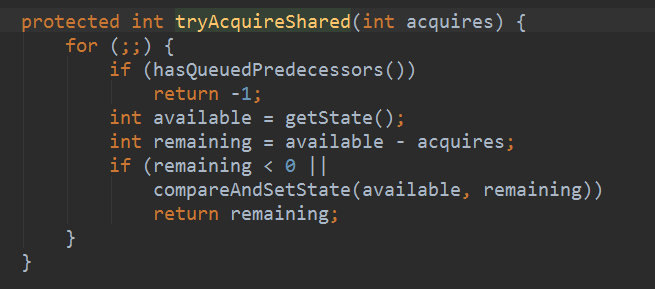 protected int tryAcquireShared(int acquires) {
    for (;;) {
        if (hasQueuedPredecessors())
            return -1;
        int available = getState();
        int remaining = available - acquires;
        if (remaining < 0 ||
            compareAndSetState(available, remaining))
            return remaining;
    }
}